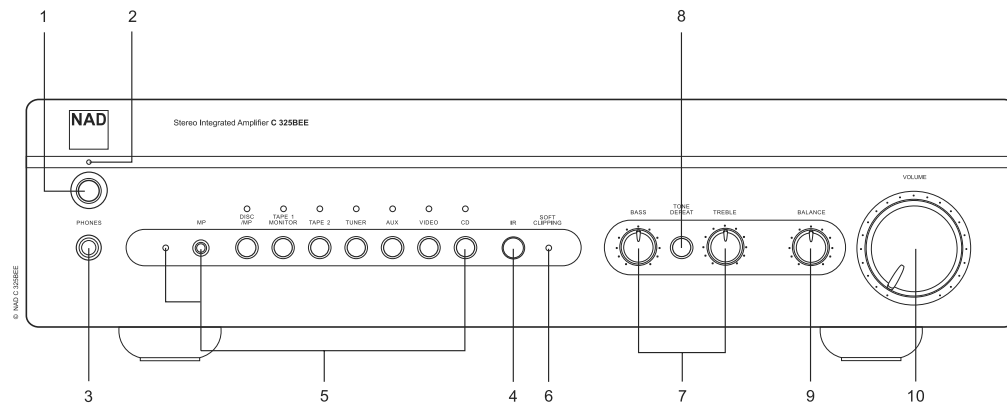 1 2 8
NAD
Stereo Integrated Amplifier C 325BEE
VOLUME
PHONES
MP
DISC
/MP
TAPE 1
MONITOR
TAPE 2
TUNER
AUX
VIDEO
CD
IR
SOFT
CLIPPING
BASS
TONE
DEFEAT
TREBLE
BALANCE
© NAD C 325BEE
3 5 4 6 7 9 10